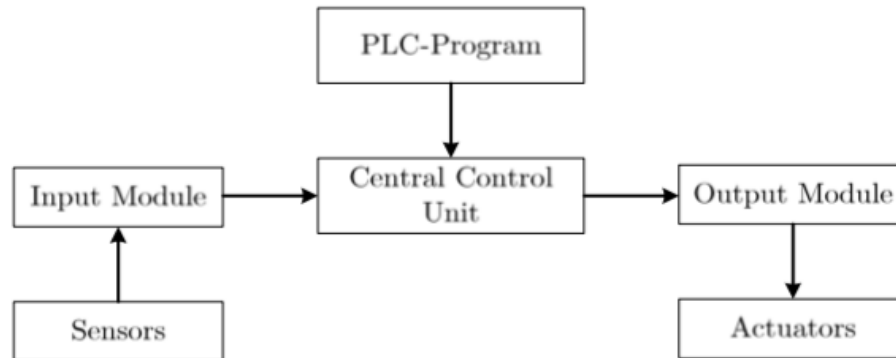 PLC-Program
Input Module
Central Control
Unit
Output Module
Sensors
Actuators